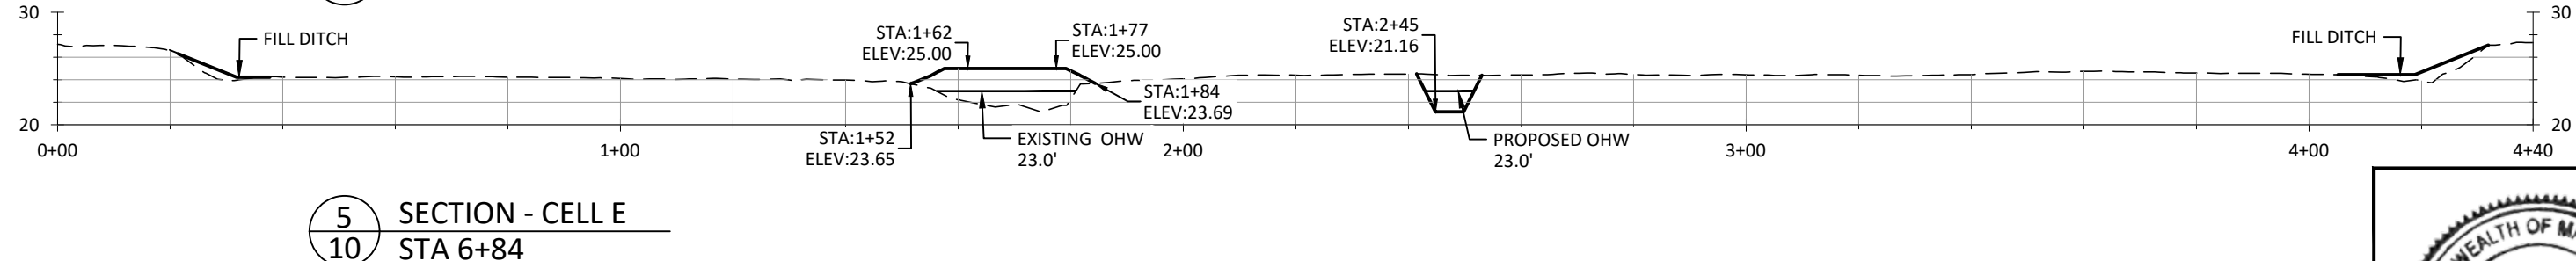 30
30
FILL DITCH
STA:1+62
ELEV:25.00
STA:1+77
ELEV:25.00
STA:2+45
ELEV:21.16
FILL DITCH
STA:1+84
ELEV:23.69
20
20
STA:1+52
ELEV:23.65
EXISTING OHW
23.0'
PROPOSED OHW
23.0'
0+00
1+00
2+00
3+00
4+00
4+40
5
10
SECTION - CELL E
STA 6+84
WEALTH OF MA